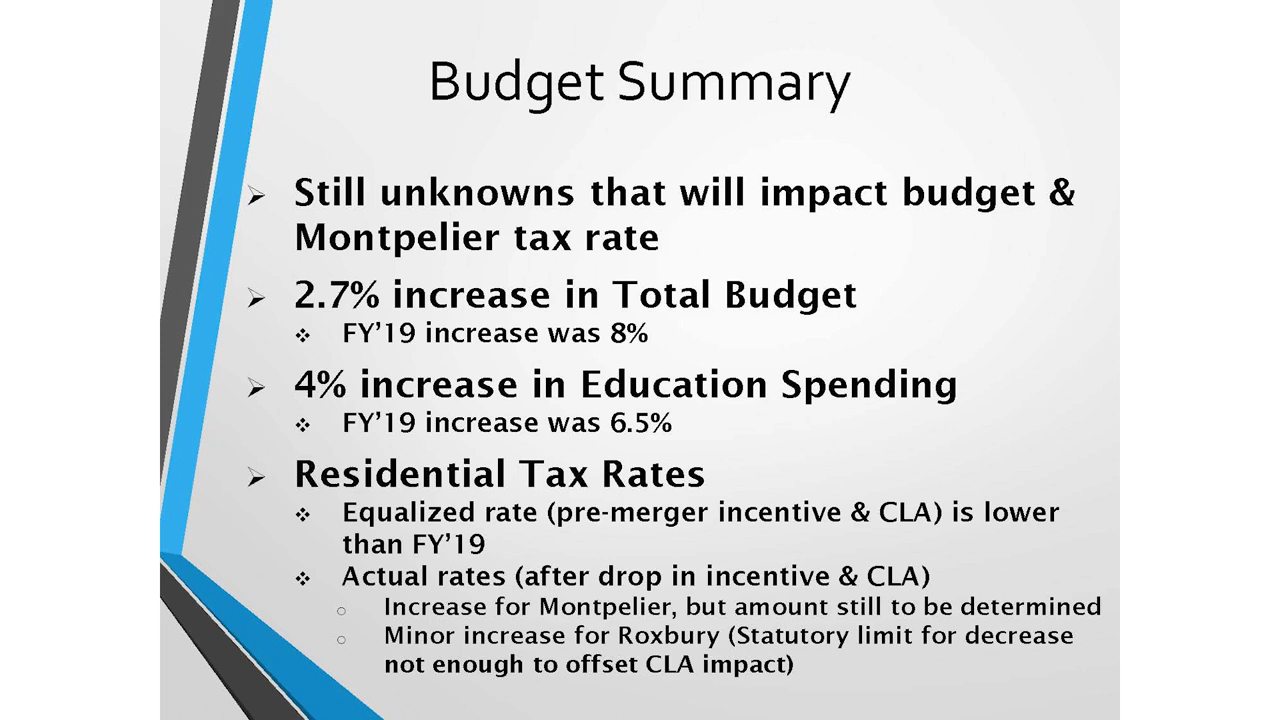 Budget Summary
Still unknowns that will impact budget &
Montpelier tax rate
2.7% increase in Total Budget
FY’19 increase was 8%
4% increase in Education Spending
FY’19 increase was 6.5%
Residential Tax Rates
Equalized rate (pre-merger incentive & CLA) is lower
than FY’19
Actual rates (after drop in incentive & CLA)
Increase for Montpelier, but amount still to be determined
Minor increase for Roxbury (Statutory limit for decrease
not enough to offset CLA impact)